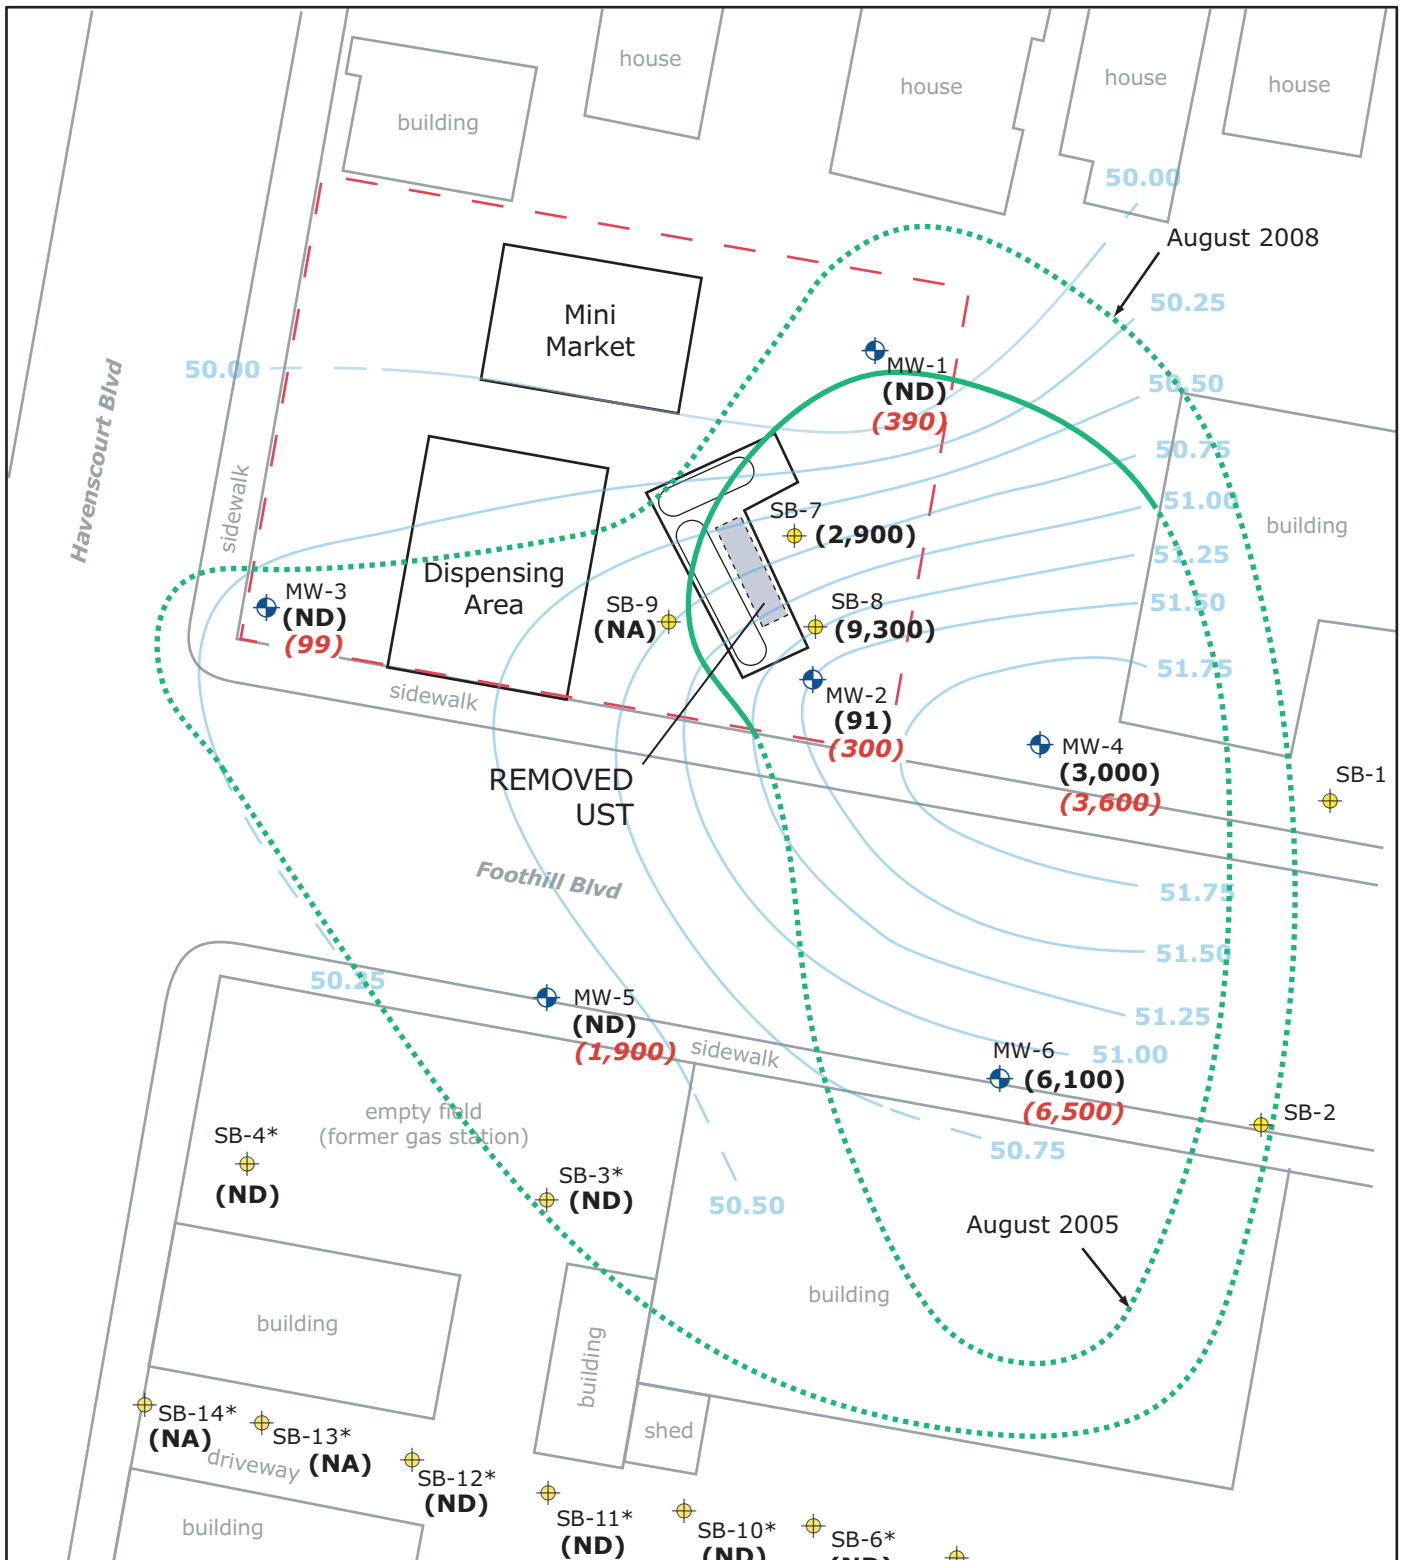 house
house
house
house
building
50.00
August 2008
50.25
Mini
Market
50.00
MW-1
(ND)
(390)
50.50
50.75
51.00
Havenscourt Blvd
sidewalk
SB-7
(2,900)
building
51.25
Dispensing
Area
MW-3
(ND)
(99)
SB-9
(NA)
SB-8
(9,300)
51.50
51.75
sidewalk
MW-2
(91)
(300)
MW-4
(3,000)
(3,600)
SB-1
REMOVED
UST
Foothill Blvd
51.75
51.50
50.25
MW-5
(ND)
(1,900)
sidewalk
51.25
51.00
MW-6
(6,100)
(6,500)
SB-2
empty field
(former gas station)
50.75
SB-4*
(ND)
SB-3*
(ND)
50.50
August 2005
building
building
building
SB-14*
(NA)
SB-13*
(NA)
driveway
shed
SB-12*
(ND)
SB-11*
(ND)
SB-10*
(ND)
SB-6*
(ND)
building